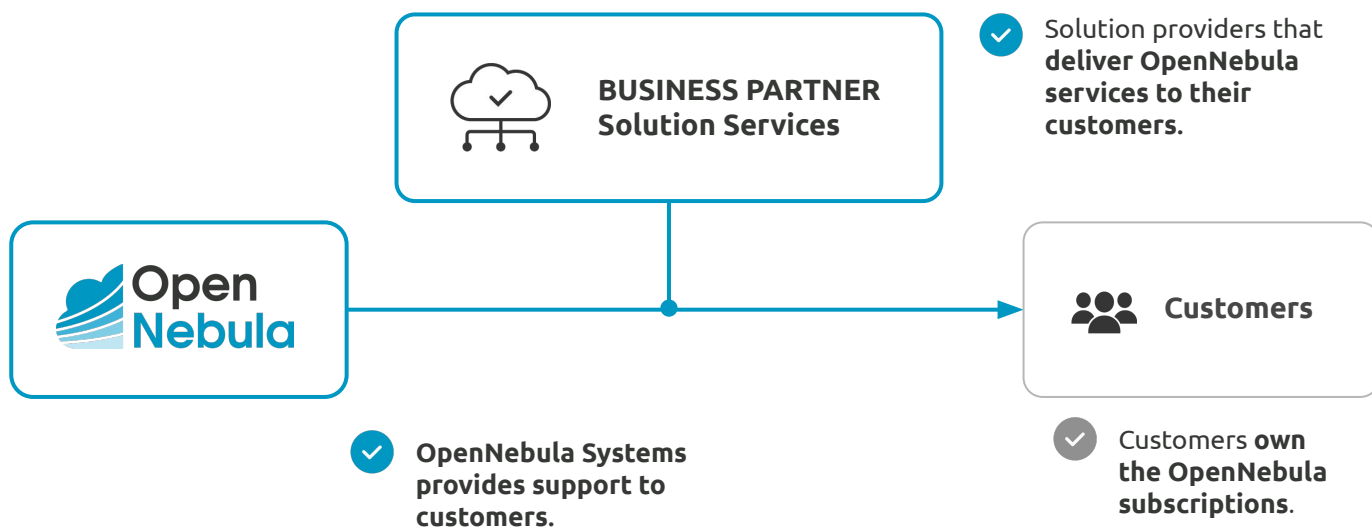 BUSINESS PARTNER
Solution Services
Solution providers that
deliver OpenNebula
services to their
customers.
Open
Nebula
Customers
OpenNebula Systems
provides support to
customers.
Customers own
the OpenNebula
subscriptions.